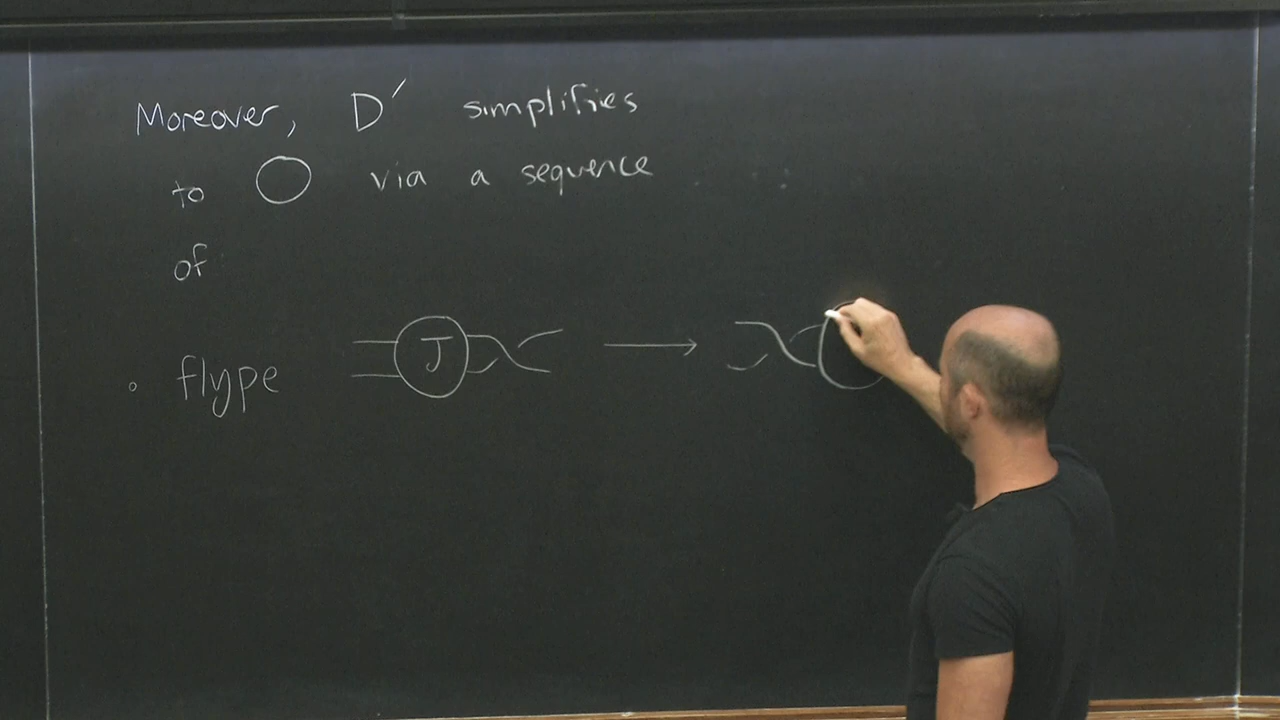 Moreover, D′ simplifies
to ◯ via a sequence
of
◦ flype J →